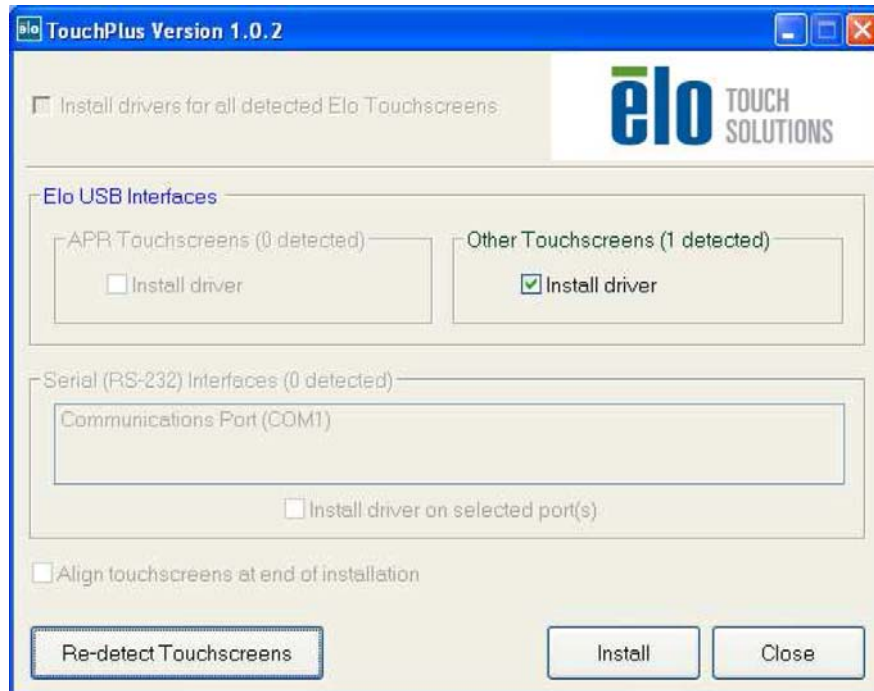 elo TouchPlus Version 1.0.2
Install drivers for all detected Elo Touchscreens
elo TOUCH SOLUTIONS
Elo USB Interfaces
APR Touchscreens (0 detected)
Other Touchscreens (1 detected)
Install driver
Install driver
Serial (RS-232) Interfaces (0 detected)
Communications Port (COM1)
Install driver on selected port(s)
Align touchscreens at end of installation
Re-detect Touchscreens
Install
Close